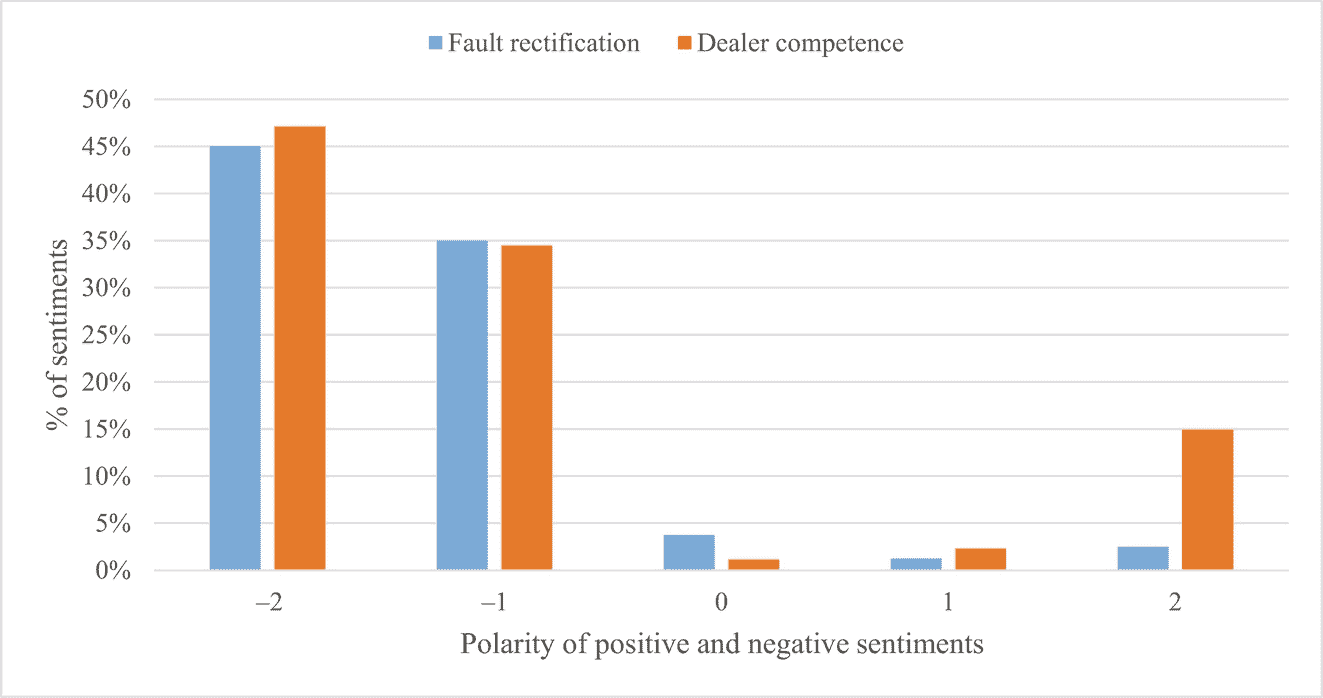 Fault rectification Dealer competence
50%
45%
40%
35%
30%
25%
20%
15%
10%
5%
0%
% of sentiments
–2 –1 0 1 2
Polarity of positive and negative sentiments